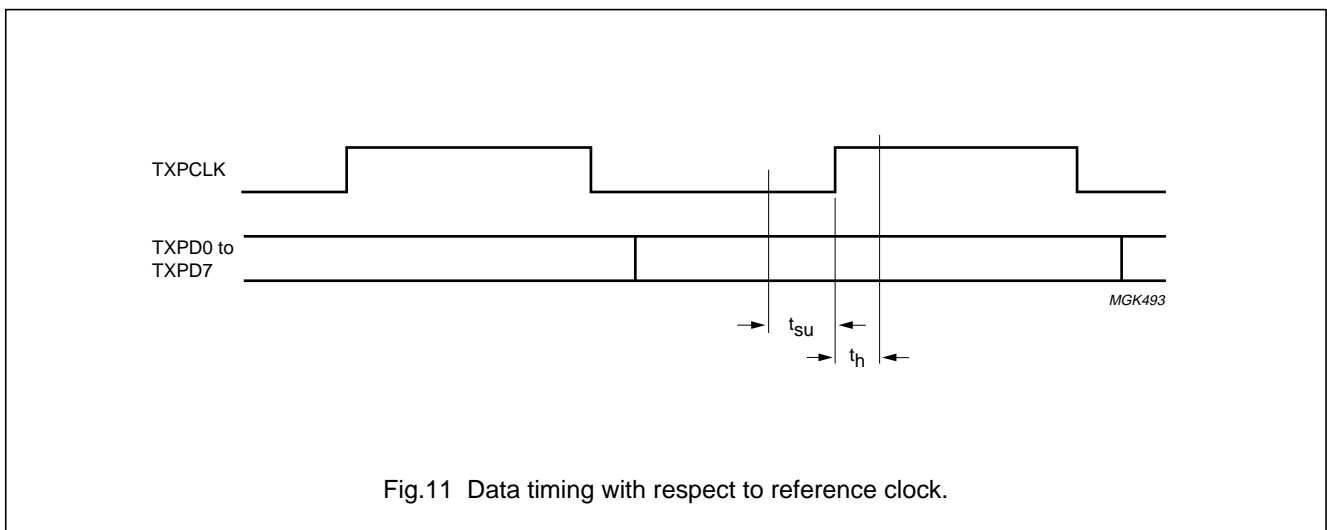 TXPCLK
TXPD0 to
TXPD7
MGK493
tsu
th
Fig.11 Data timing with respect to reference clock.